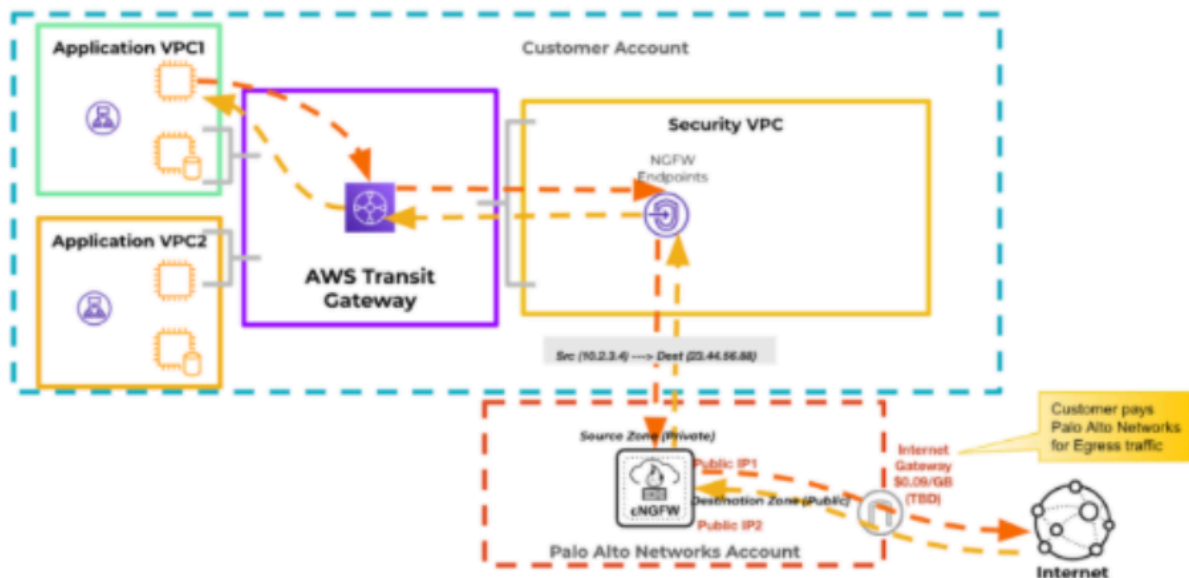 Application VPC1
Customer Account
Security VPC
NGFW
Endpoints
Application VPC2
AWS Transit
Gateway
Src (10.2.3.4) ----> Dest (23.44.56.88)
Source Zone (Private)
Public IP1
cNGFW
Destination Zone (Public)
Public IP2
Palo Alto Networks Account
Internet
Gateway
$0.09/GB
(TBD)
Customer pays
Palo Alto Networks
for Egress traffic
Internet